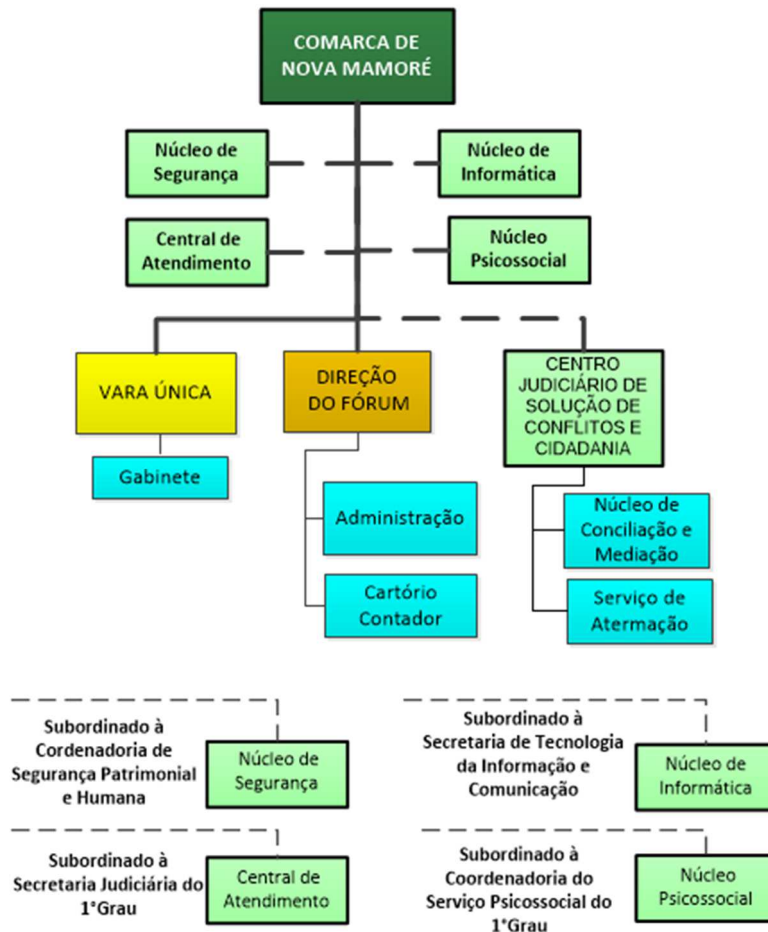 COMARCA DE
NOVA MAMORÉ
Núcleo de
Segurança
Núcleo de
Informática
Central de
Atendimento
Núcleo
Psicossocial
VARA ÚNICA
DIREÇÃO
DO FÓRUM
CENTRO
JUDICIÁRIO DE
SOLUÇÃO DE
CONFLITOS E
CIDADANIA
Gabinete
Administração
Cartório
Contador
Núcleo de
Conciliação e
Mediação
Serviço de
Atermação
Subordinado à
Cordenadoria de
Segurança Patrimonial
e Humana
Núcleo de
Segurança
Subordinado à
Secretaria de Tecnologia
da Informação e
Comunicação
Núcleo de
Informática
Subordinado à
Secretaria Judiciária do
1°Grau
Central de
Atendimento
Subordinado à
Coordenadoria do
Serviço Psicossocial do
1°Grau
Núcleo
Psicossocial